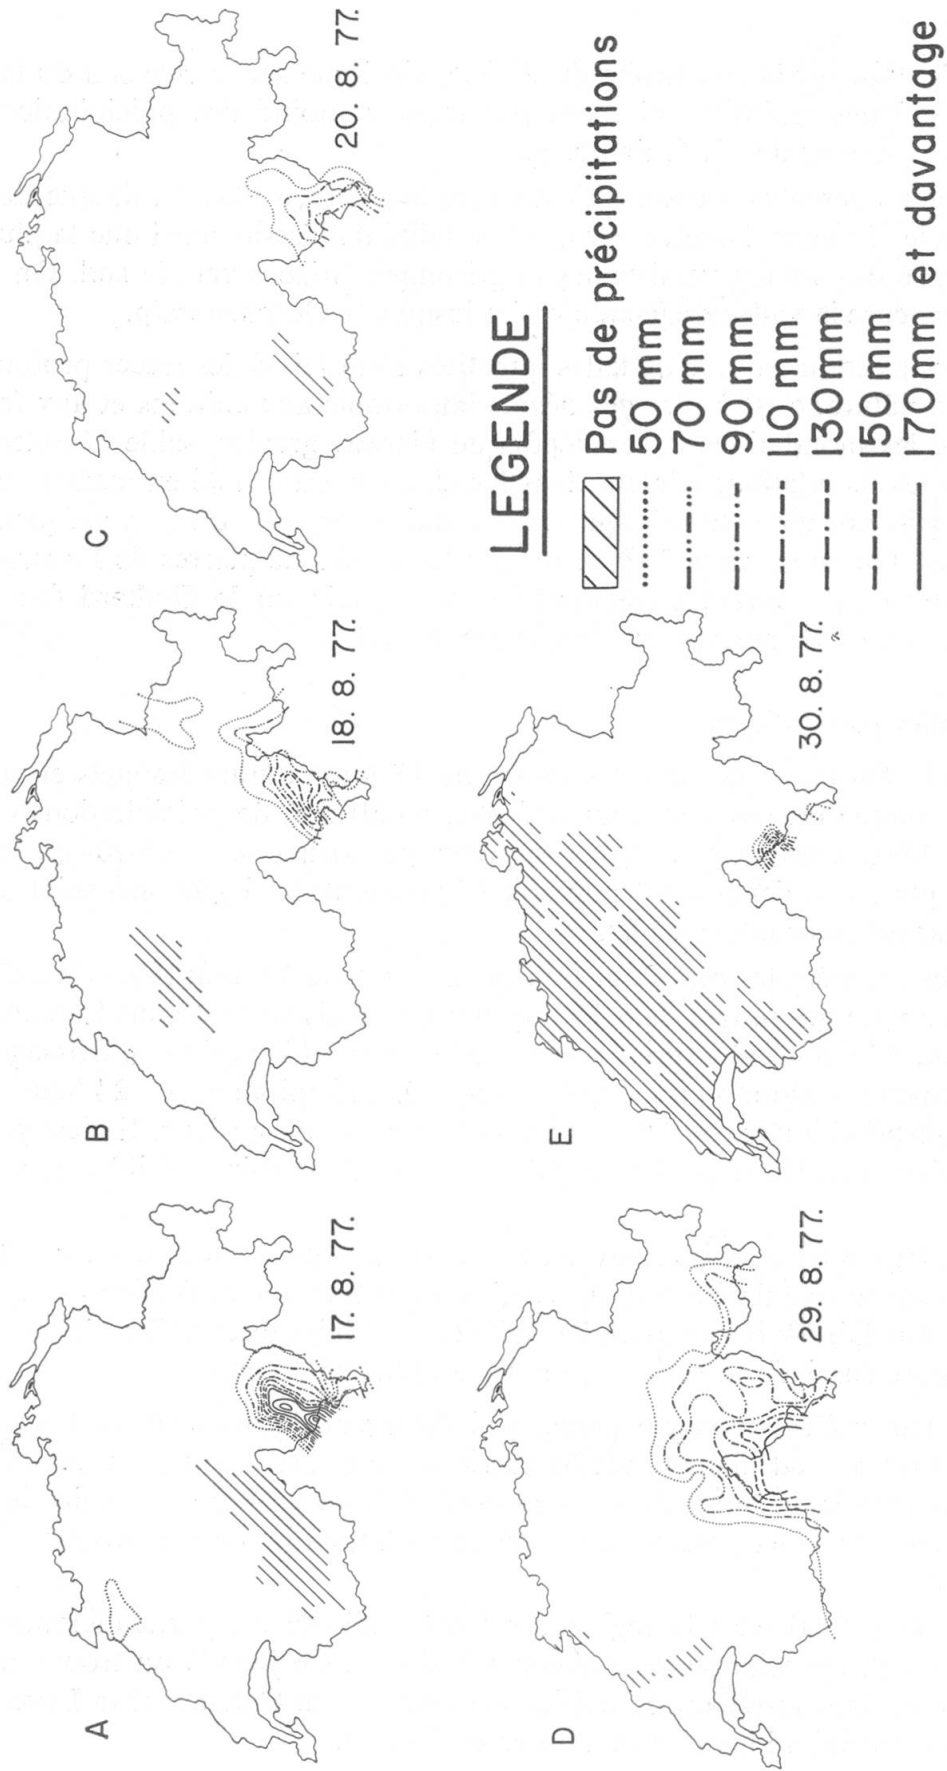 A
17. 8. 77.
B
18. 8. 77.
C
20. 8. 77.
D
29. 8. 77.
E
30. 8. 77.
LEGENDE
Pas de précipitations
50 mm
70 mm
90 mm
110 mm
130 mm
150 mm
170 mm et davantage